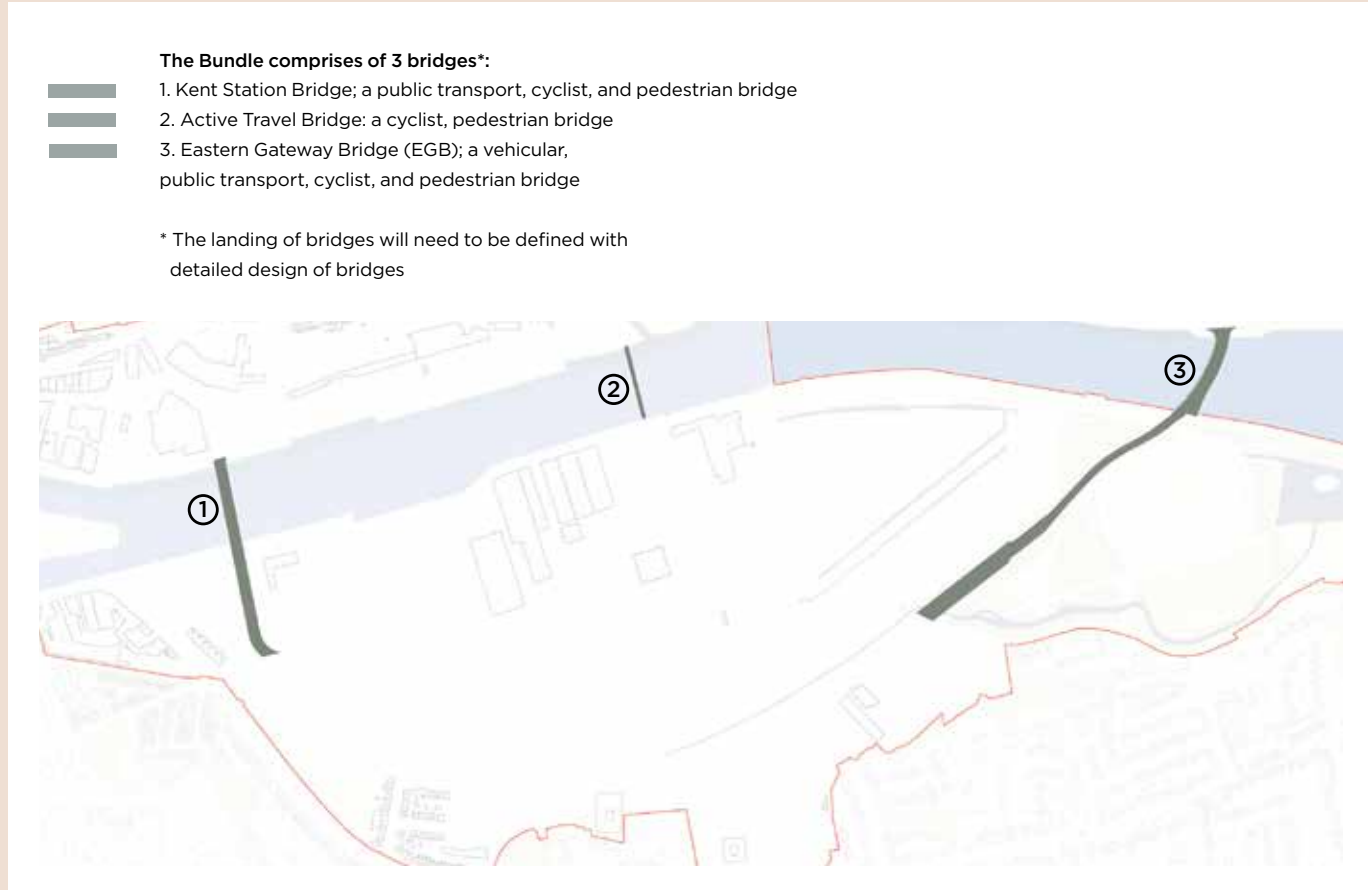 The Bundle comprises of 3 bridges*:
1. Kent Station Bridge; a public transport, cyclist, and pedestrian bridge
2. Active Travel Bridge: a cyclist, pedestrian bridge
3. Eastern Gateway Bridge (EGB); a vehicular,
public transport, cyclist, and pedestrian bridge
* The landing of bridges will need to be defined with
detailed design of bridges
1
2
3